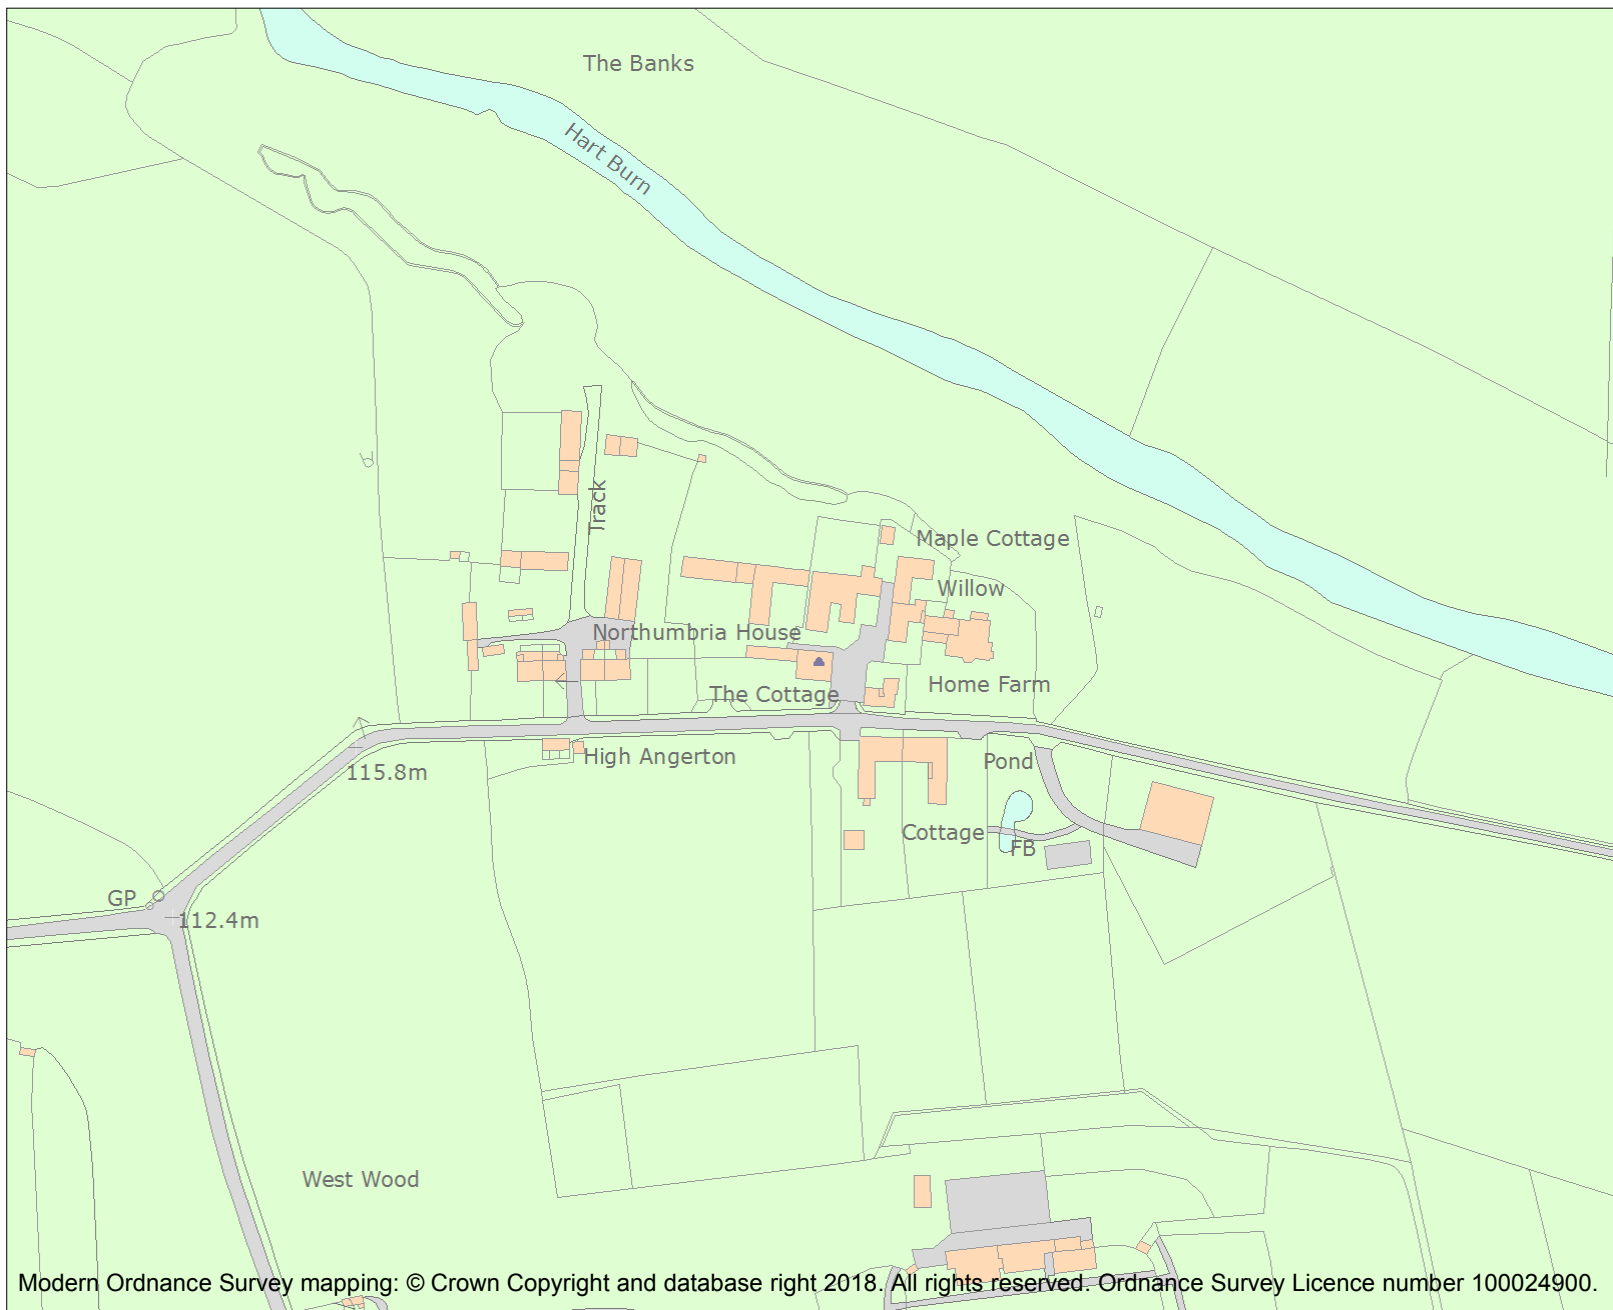 The Banks
Hart Burn
Track
Maple Cottage
Willow
Northumbria House
Home Farm
The Cottage
High Angerton
Pond
115.8m
Cottage
FB
GP
112.4m
West Wood
Modern Ordnance Survey mapping: © Crown Copyright and database right 2018. All rights reserved. Ordnance Survey Licence number 100024900.